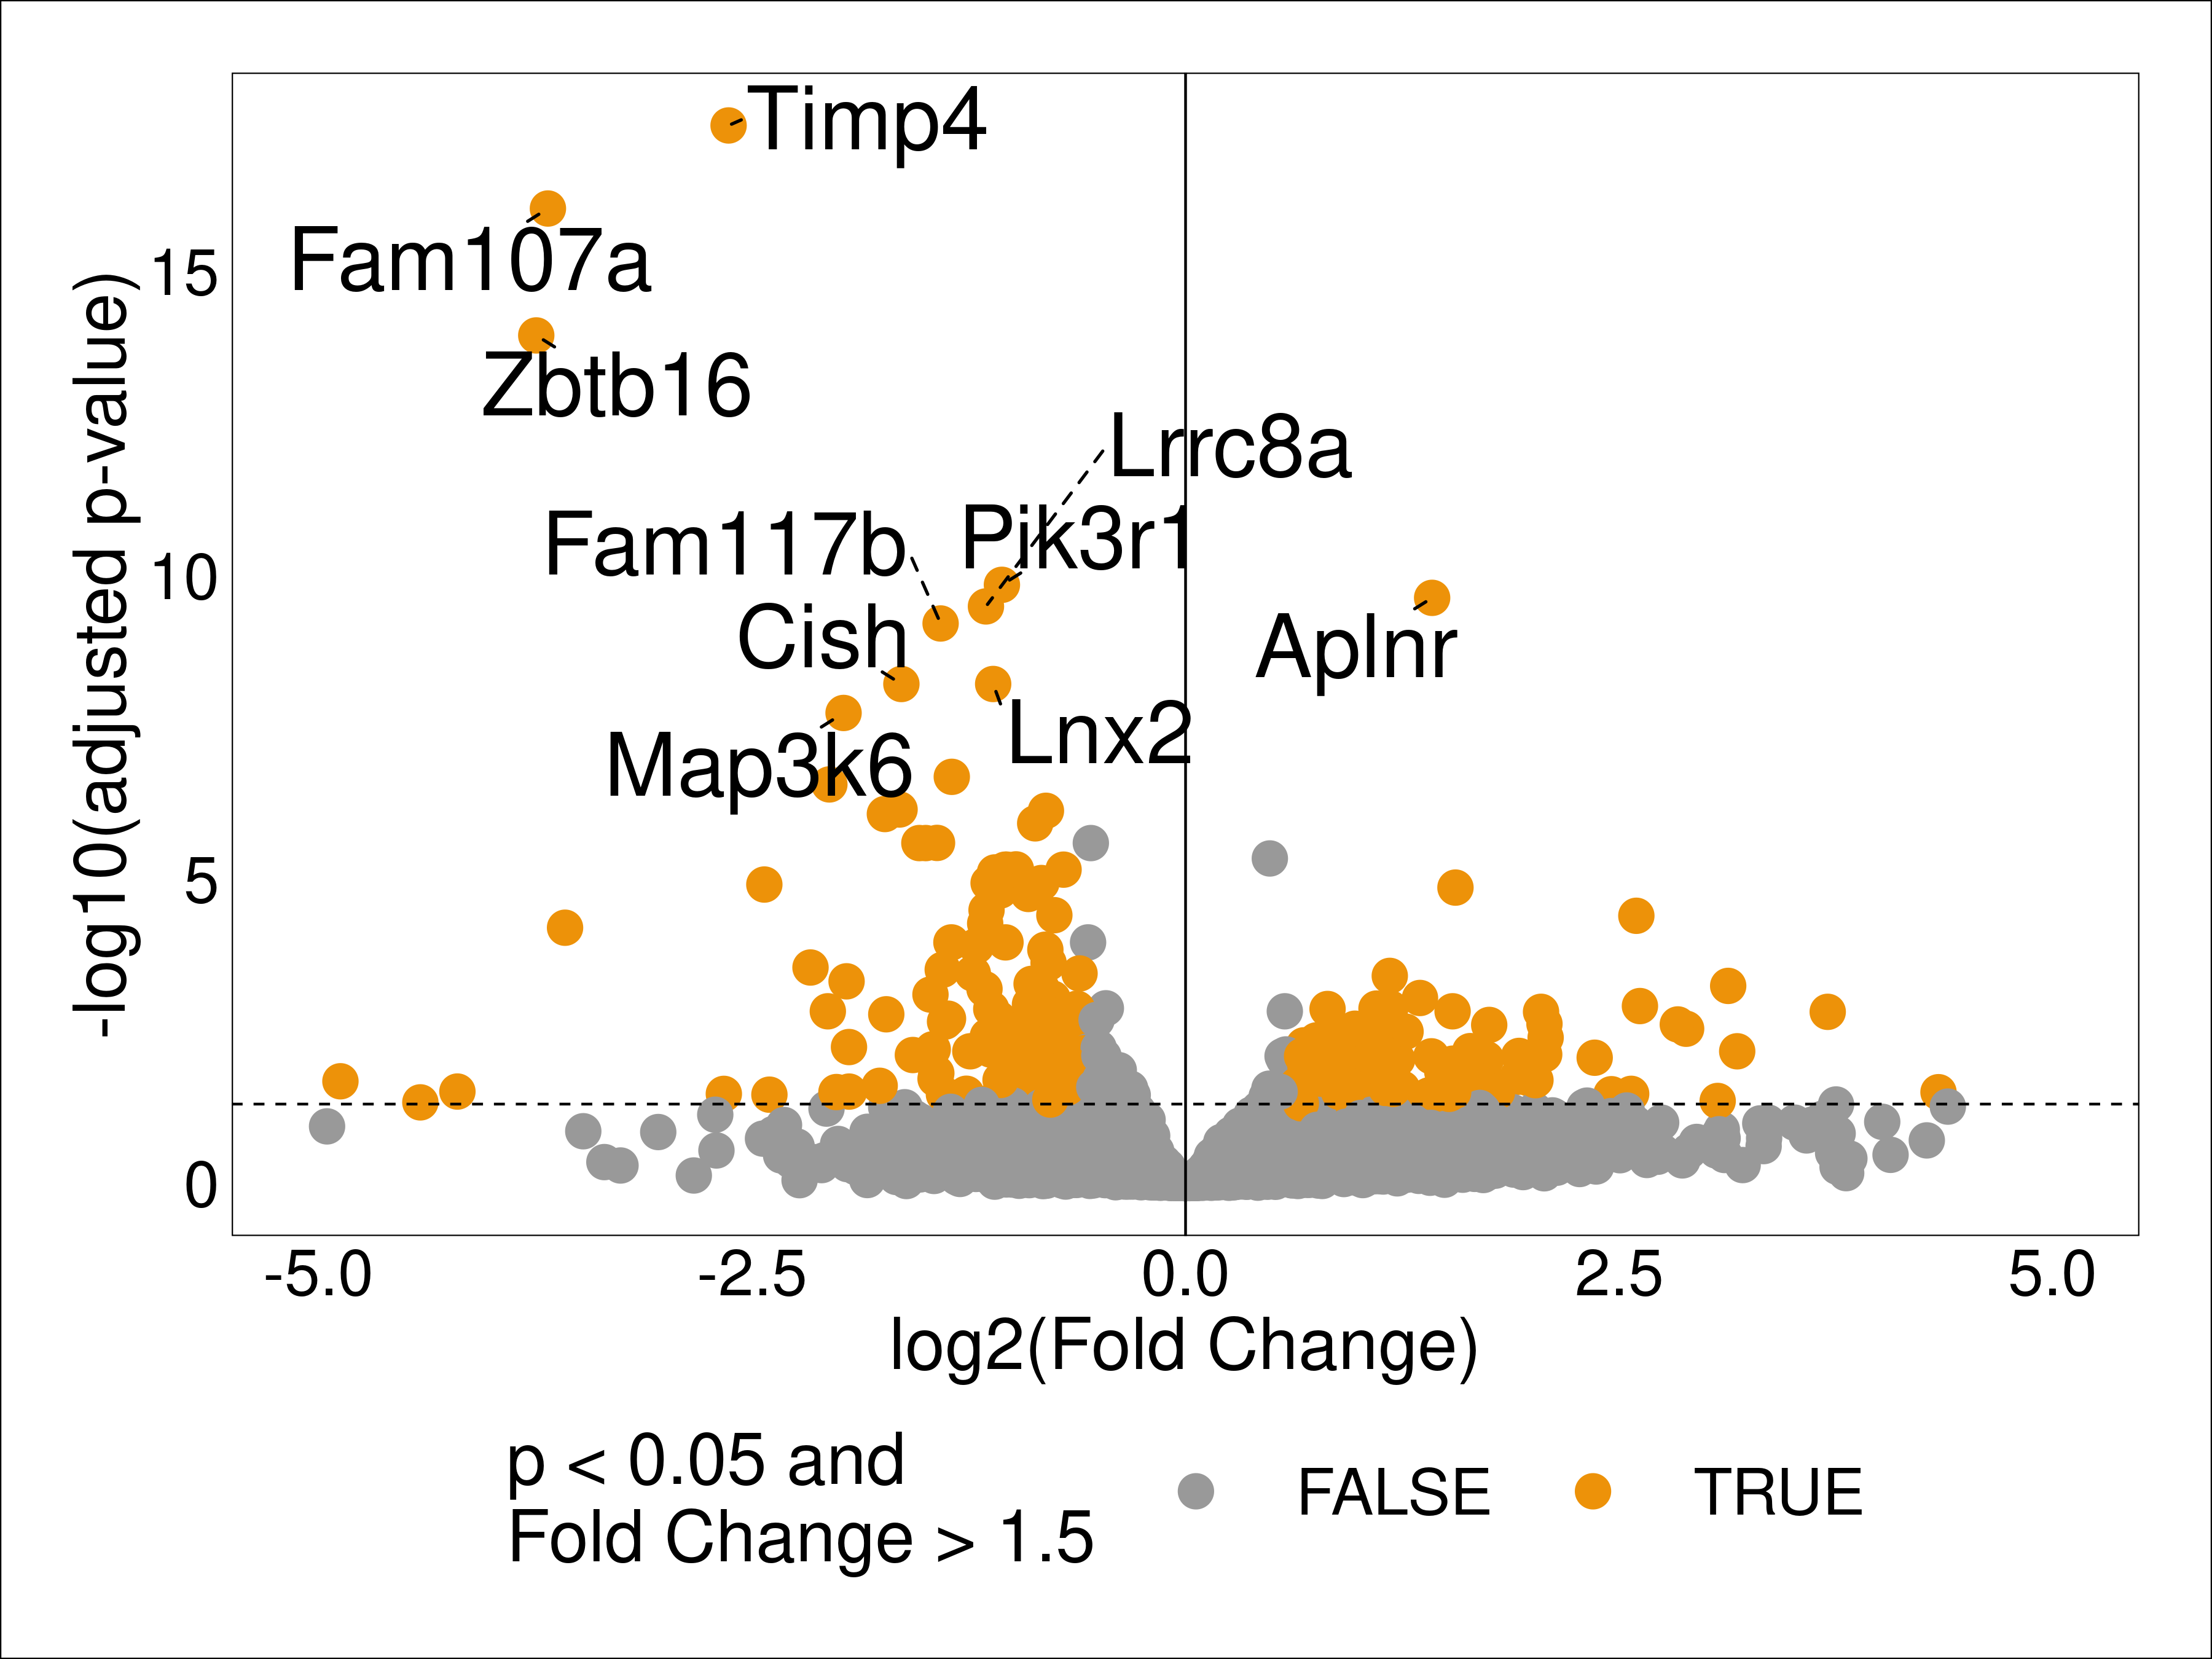 Timp4
Fam107a
Zbtb16
Lrrc8a
Fam117b
Pik3r1
Cish
Aplnr
Lnx2
Map3k6
-log10(adjusted p-value)
15
10
5
0
-5.0
-2.5
0.0
2.5
5.0
log2(Fold Change)
p < 0.05 and
Fold Change > 1.5
FALSE
TRUE